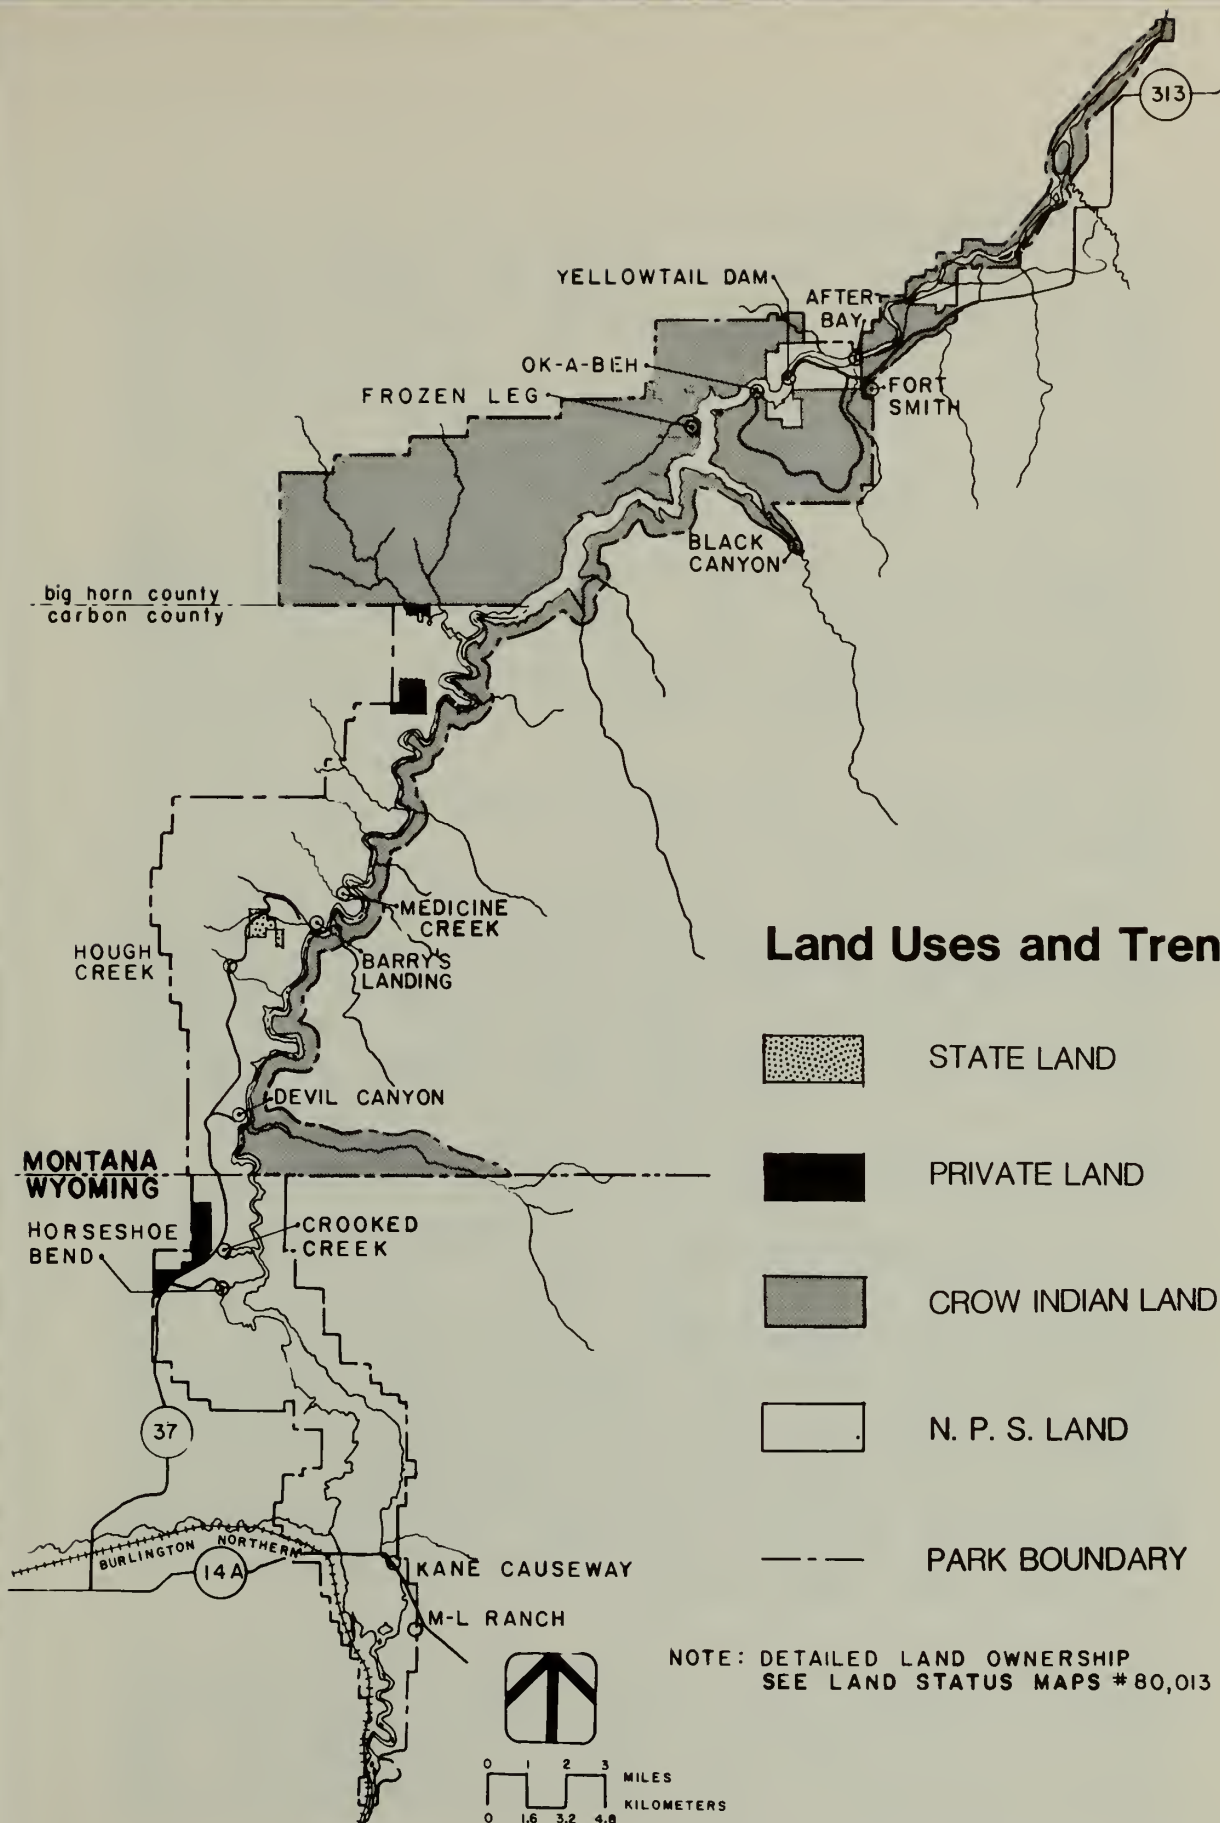 313
YELLOWTAIL DAM
AFTER
BAY
OK-A-BEH
FORT
SMITH
FROZEN LEG
BLACK
CANYON
big horn county
carbon county
MEDICINE
CREEK
HOUGH
CREEK
BARRY'S
LANDING
Land Uses and Tren
STATE LAND
DEVIL CANYON
MONTANA
WYOMING
PRIVATE LAND
HORSESHOE
BEND
CROOKED
CREEK
CROW INDIAN LAND
37
N. P. S. LAND
BURLINGTON NORTHERN
14A
KANE CAUSEWAY
PARK BOUNDARY
M-L RANCH
NOTE: DETAILED LAND OWNERSHIP
SEE LAND STATUS MAPS #80,013
0 1 2 3
MILES
KILOMETERS
0 1.6 3.2 4.8